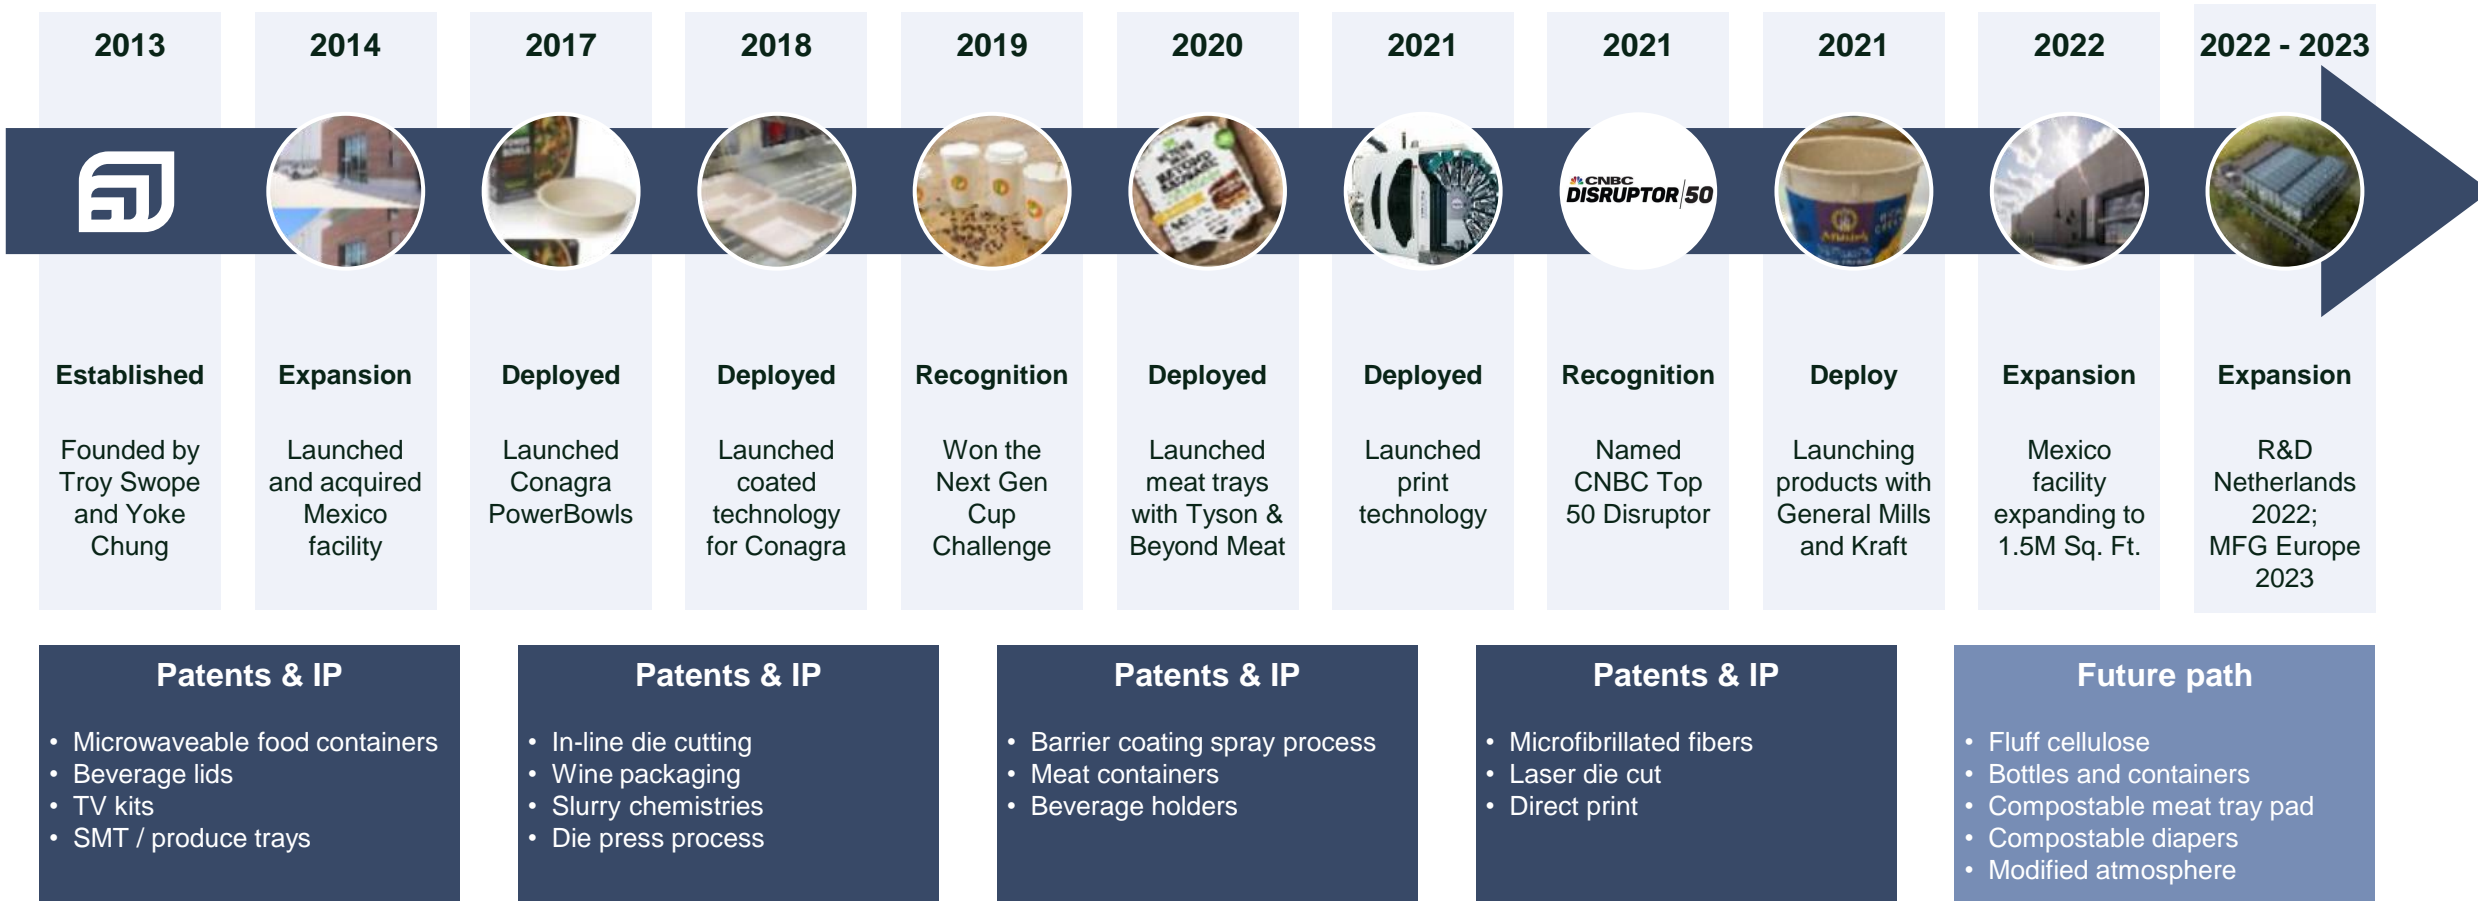 2013
2014
2017
2018
2019
2020
2021
2021
2021
2022
2022 - 2023
CNBC
DISRUPTOR/50
BEYOND
SAUSAGE
Annie's
Established
Founded by
Troy Swope
and Yoke
Chung
Expansion
Launched
and acquired
Mexico
facility
Deployed
Launched
Conagra
PowerBowls
Deployed
Launched
coated
technology
for Conagra
Recognition
Won the
Next Gen
Cup
Challenge
Deployed
Launched
meat trays
with Tyson &
Beyond Meat
Deployed
Launched
print
technology
Recognition
Named
CNBC Top
50 Disruptor
Deploy
Launching
products with
General Mills
and Kraft
Expansion
Mexico
facility
expanding to
1.5M Sq. Ft.
Expansion
R&D
Netherlands
2022;
MFG Europe
2023
Patents & IP
• Microwaveable food containers
• Beverage lids
• TV kits
• SMT / produce trays
Patents & IP
• In-line die cutting
• Wine packaging
• Slurry chemistries
• Die press process
Patents & IP
• Barrier coating spray process
• Meat containers
• Beverage holders
Patents & IP
• Microfibrillated fibers
• Laser die cut
• Direct print
Future path
• Fluff cellulose
• Bottles and containers
• Compostable meat tray pad
• Compostable diapers
• Modified atmosphere